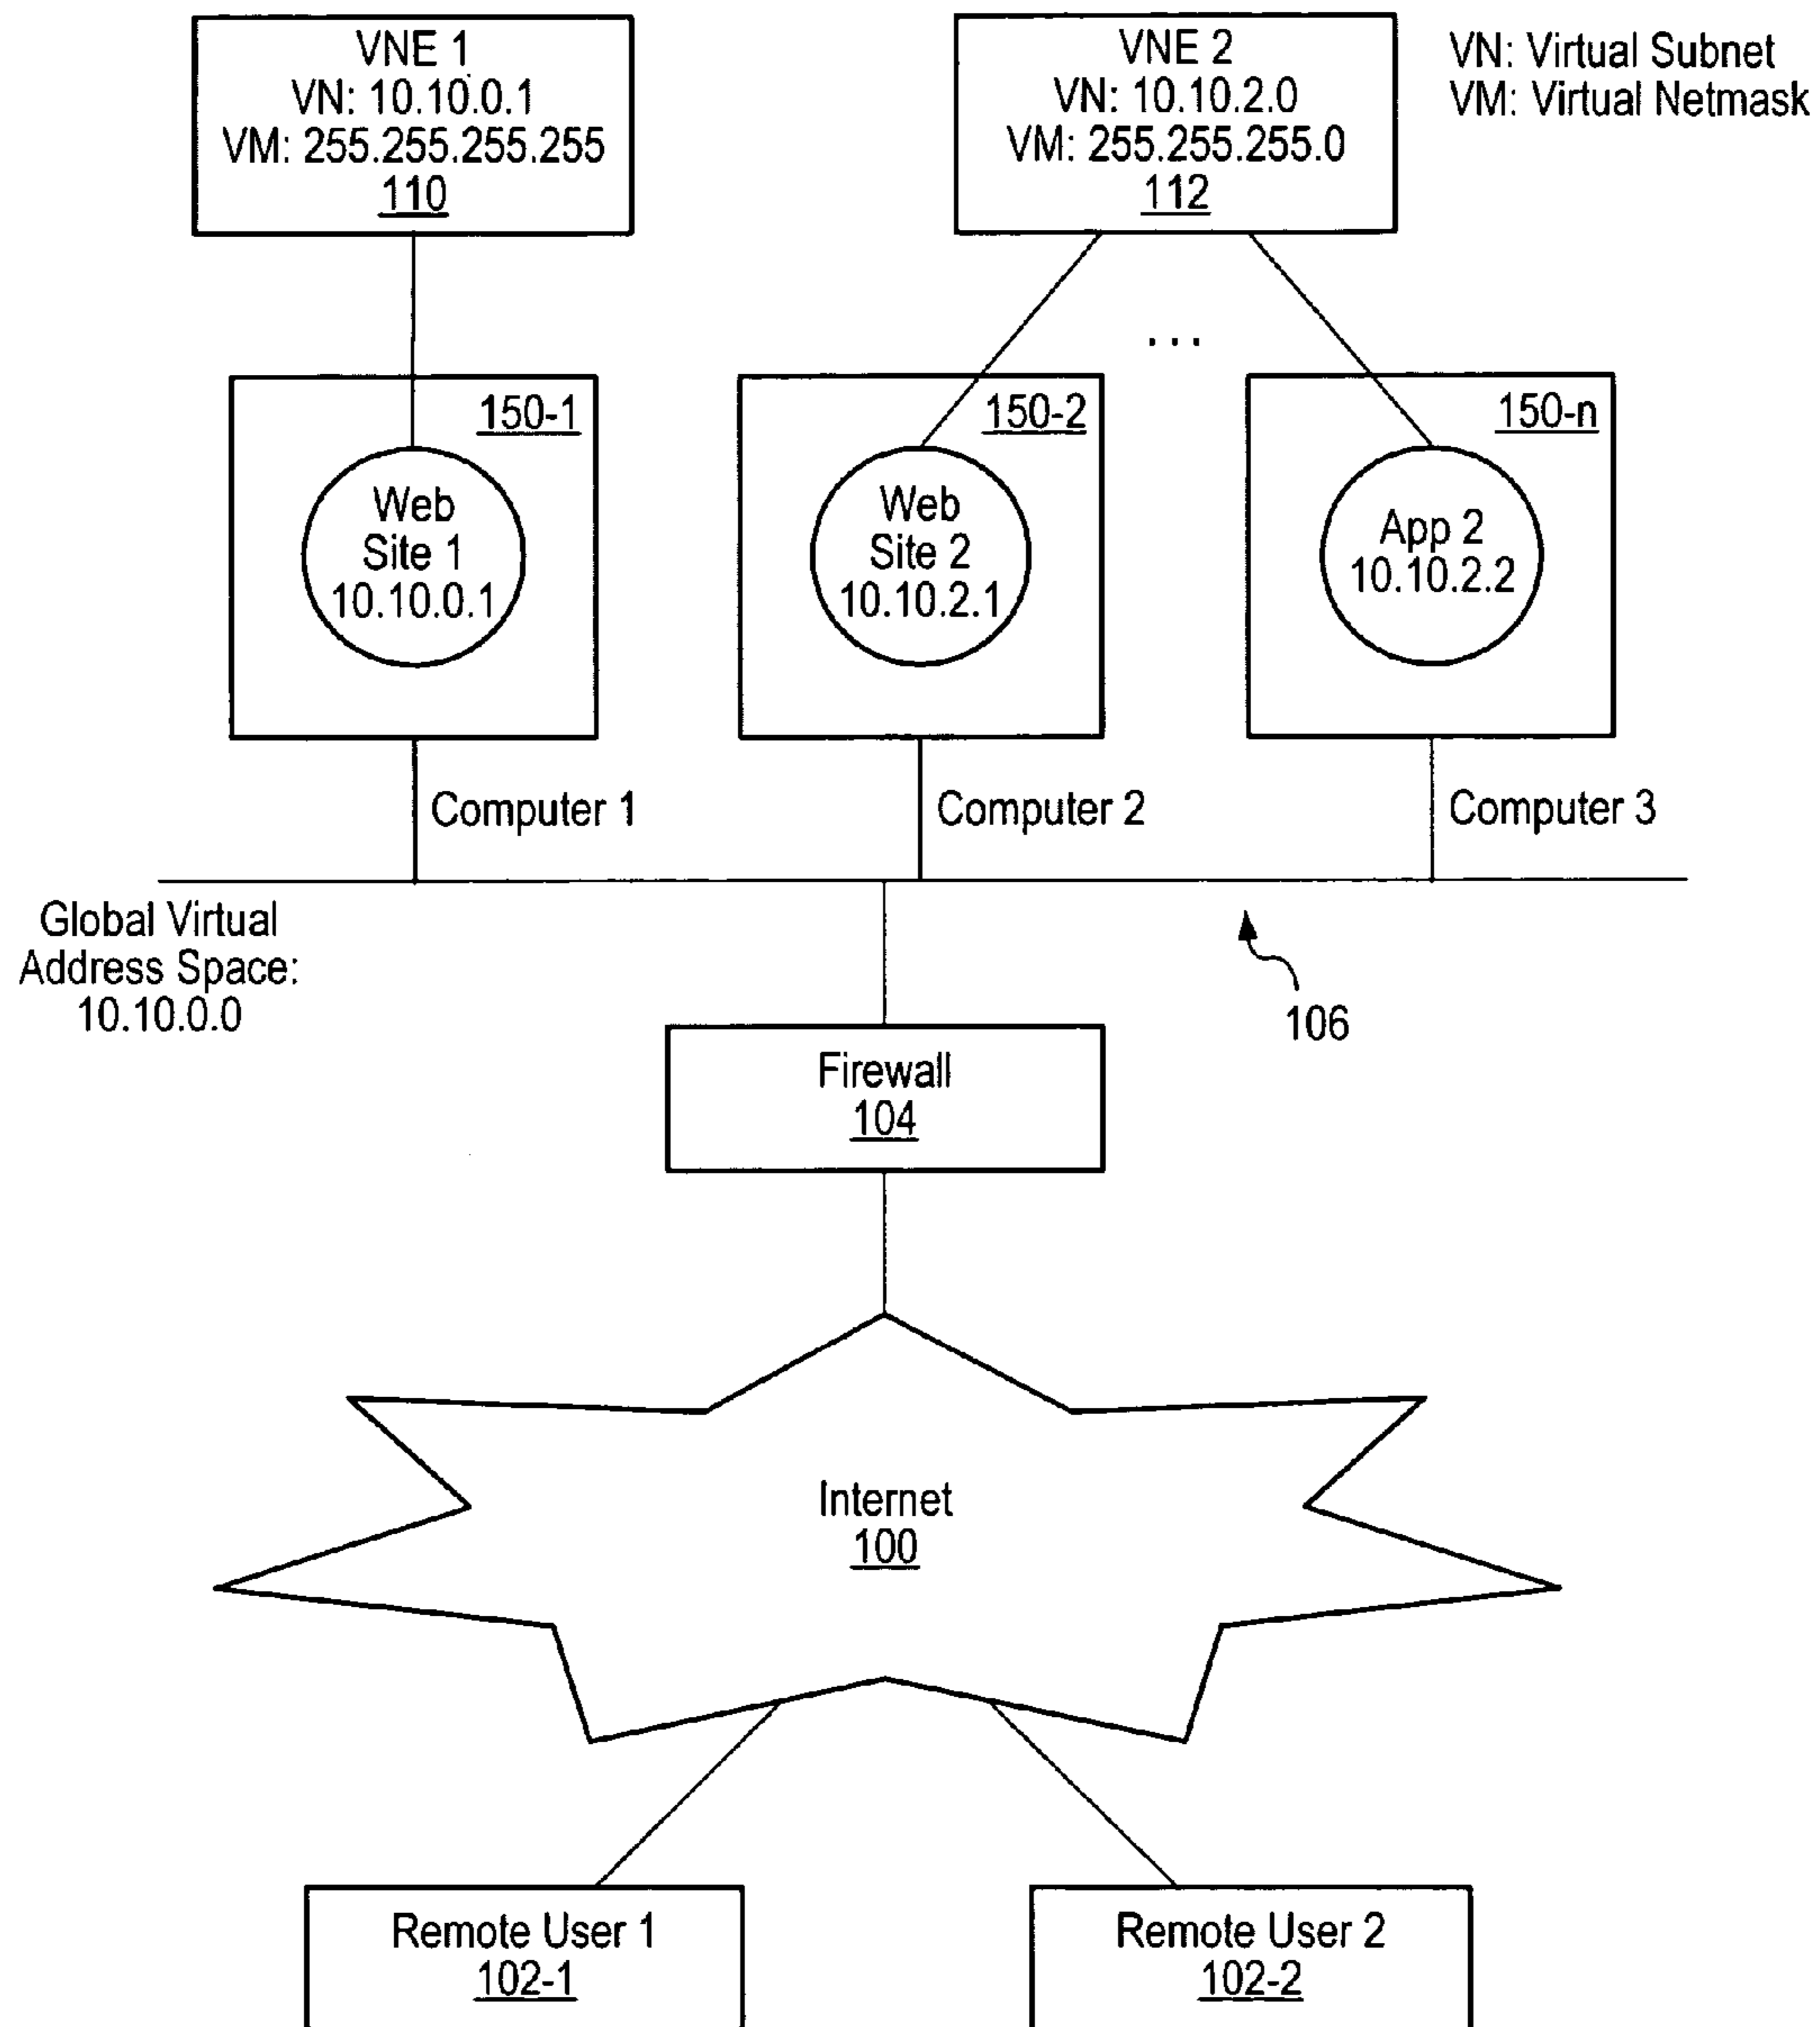 VNE 1
VN: 10.10.0.1
VM: 255.255.255.255
110
VNE 2
VN: 10.10.2.0
VM: 255.255.255.0
112
VN: Virtual Subnet
VM: Virtual Netmask
...
150-1
Web
Site 1
10.10.0.1
150-2
Web
Site 2
10.10.2.1
150-n
App 2
10.10.2.2
Computer 1
Computer 2
Computer 3
Global Virtual
Address Space:
10.10.0.0
106
Firewall
104
Internet
100
Remote User 1
102-1
Remote User 2
102-2